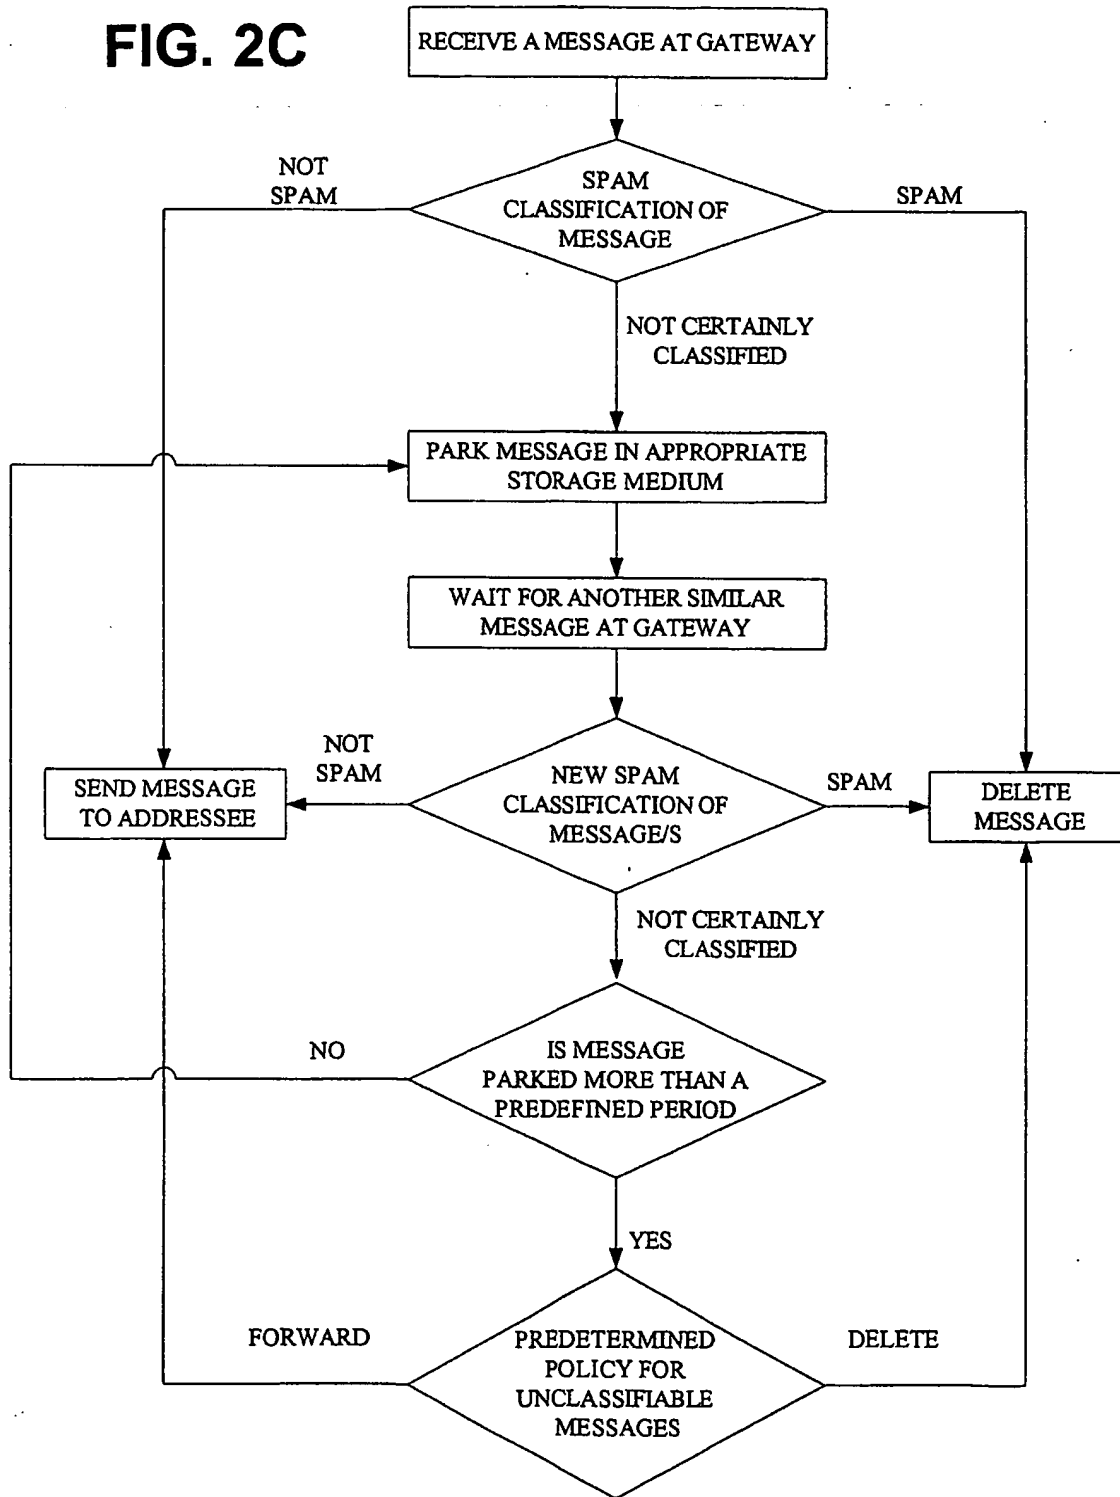 FIG. 2C
RECEIVE A MESSAGE AT GATEWAY
NOT
SPAM
SPAM
CLASSIFICATION OF
MESSAGE
SPAM
NOT CERTAINLY
CLASSIFIED
PARK MESSAGE IN APPROPRIATE
STORAGE MEDIUM
WAIT FOR ANOTHER SIMILAR
MESSAGE AT GATEWAY
NOT
SPAM
SEND MESSAGE
TO ADDRESSEE
NEW SPAM
CLASSIFICATION OF
MESSAGE/S
SPAM
DELETE
MESSAGE
NOT CERTAINLY
CLASSIFIED
NO
IS MESSAGE
PARKED MORE THAN A
PREDEFINED PERIOD
YES
FORWARD
PREDETERMINED
POLICY FOR
UNCLASSIFIABLE
MESSAGES
DELETE